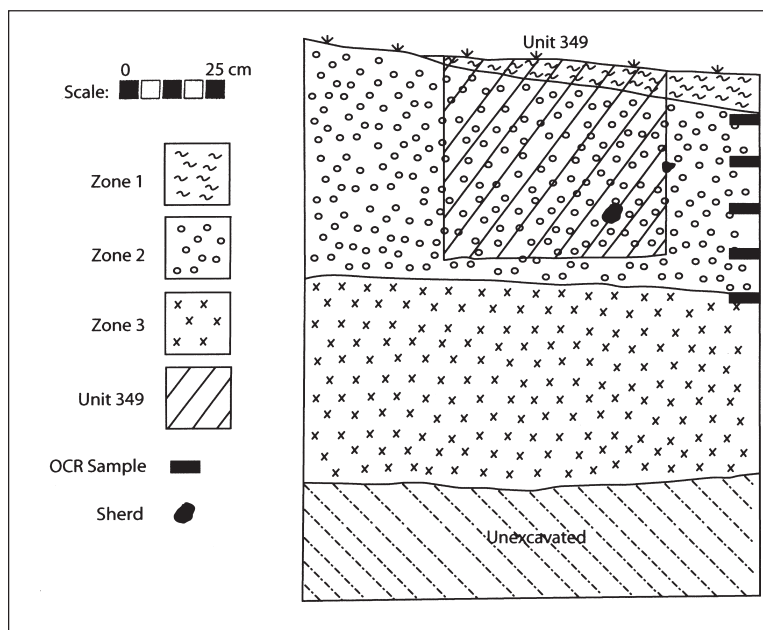 Unit 349
0 25 cm
Scale:
Zone 1
Zone 2
Zone 3
Unit 349
OCR Sample
Sherd
Unexcavated